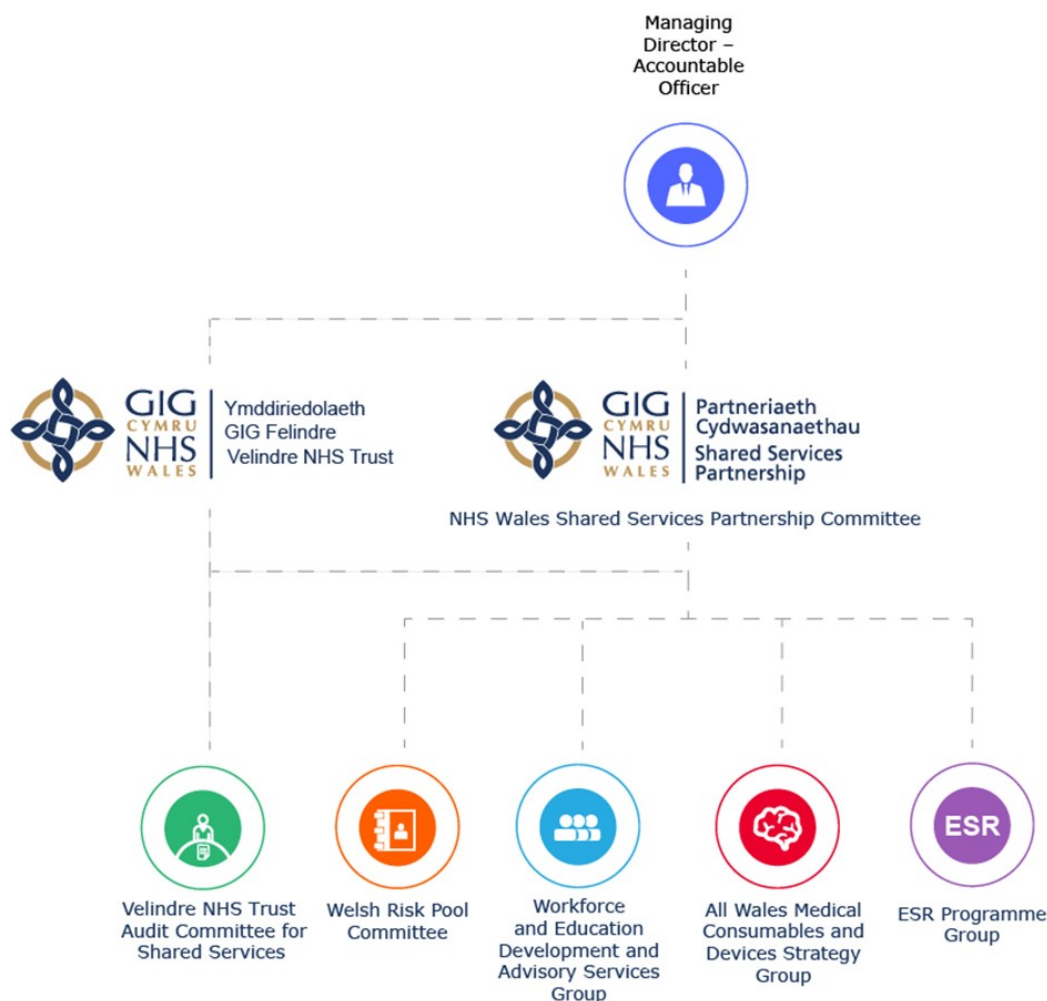 Managing
Director –
Accountable
Officer
GIG
CYMRU
NHS
WALES
Ymddiriedolaeth
GIG Felindre
Velindre NHS Trust
GIG
CYMRU
NHS
WALES
Partneriaeth
Cydwasanaethau
Shared Services
Partnership
NHS Wales Shared Services Partnership Committee
Velindre NHS Trust
Audit Committee for
Shared Services
Welsh Risk Pool
Committee
Workforce
and Education
Development and
Advisory Services
Group
All Wales Medical
Consumables and
Devices Strategy
Group
ESR
ESR Programme
Group